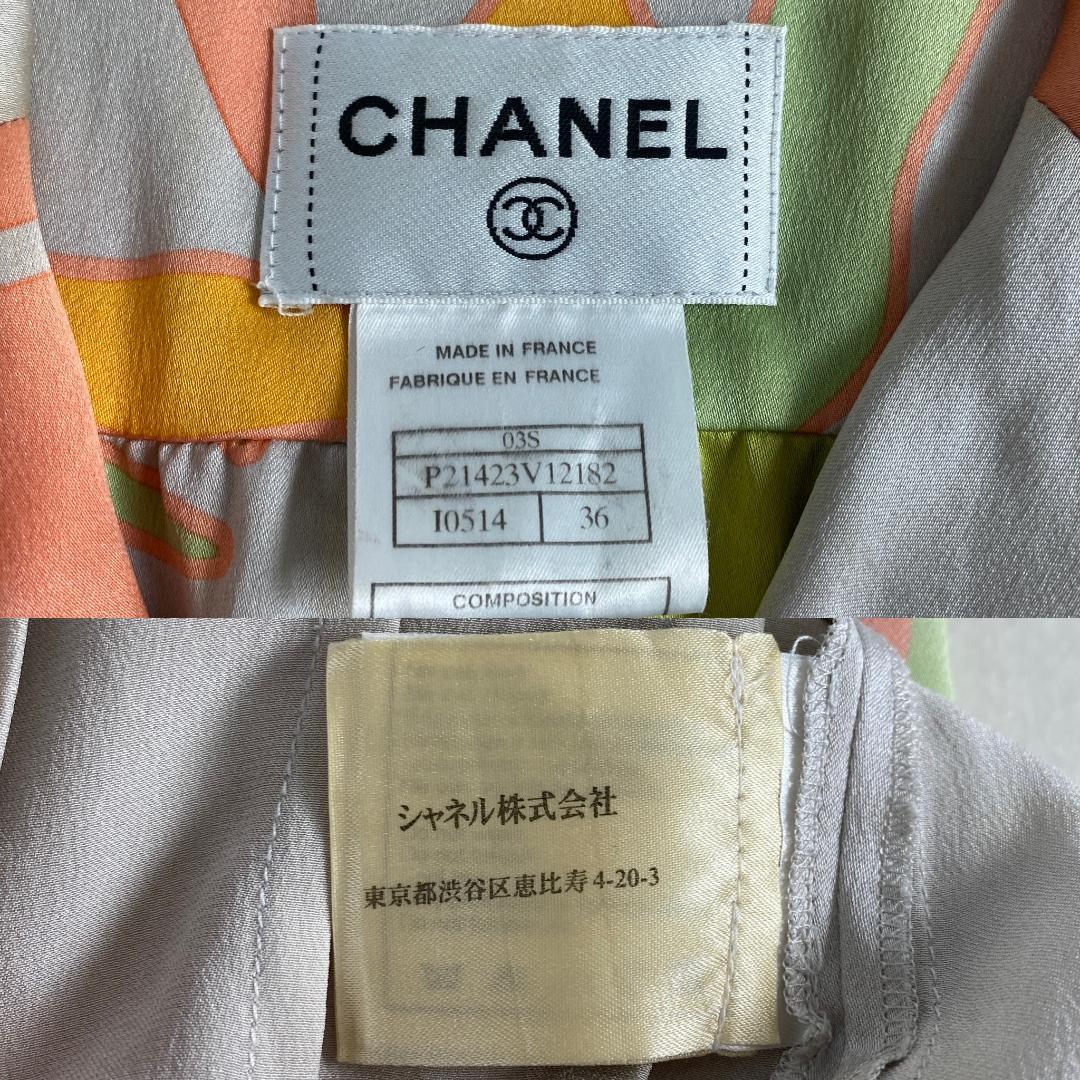 CHANEL
MADE IN FRANCE
FABRIQUE EN FRANCE
03S
P21423V12182
I0514 36
COMPOSITION
シャネル株式会社
東京都渋谷区恵比寿4-20-3